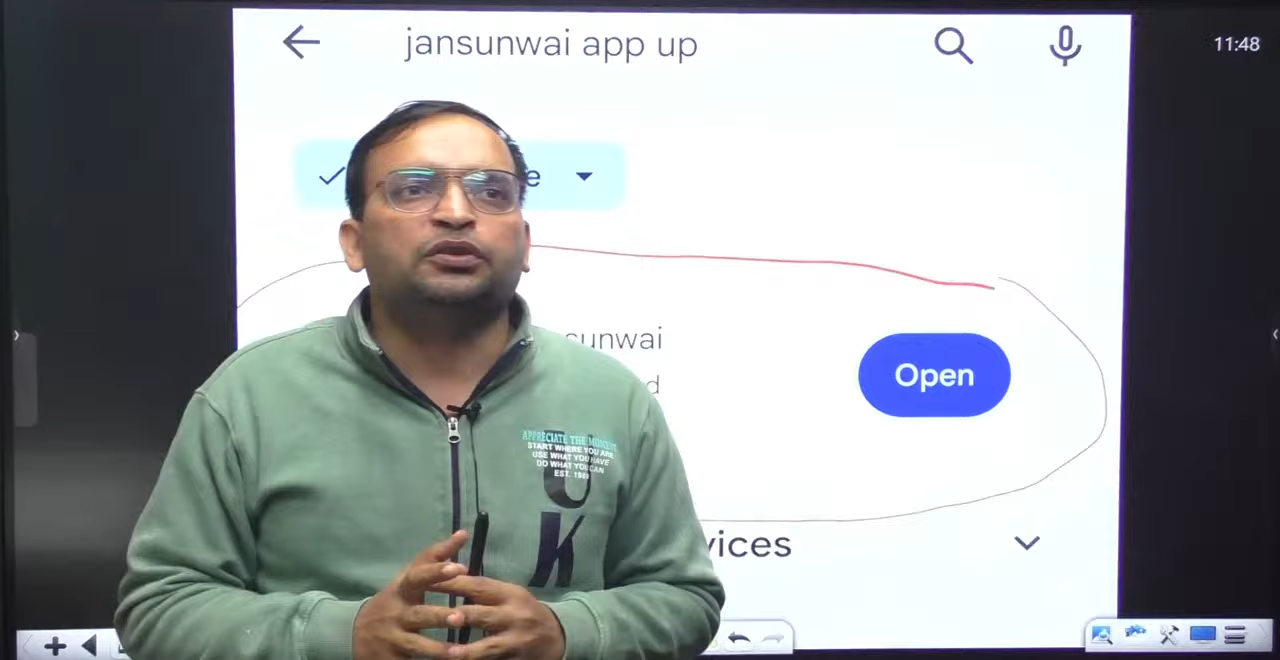 jansunwai app up
11:48
sunwai
Open
APPRECIATE THE
START WHERE YOU ARE
USE WHAT YOU HAVE
DO WHAT YOU CAN
U
K
vices